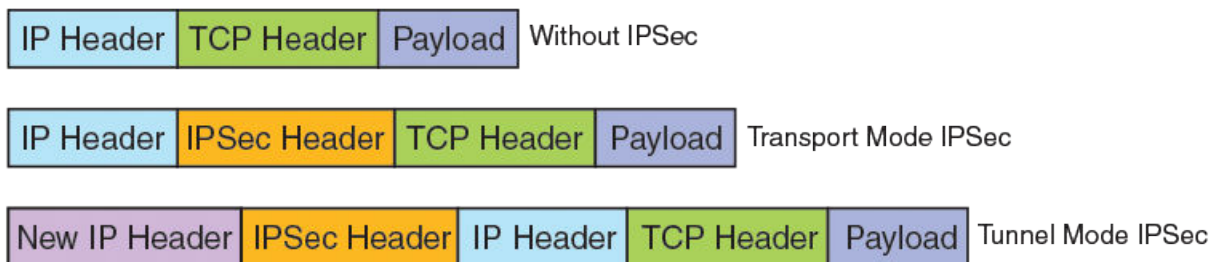 IP Header TCP Header Payload Without IPSec
IP Header IPSec Header TCP Header Payload Transport Mode IPSec
New IP Header IPSec Header IP Header TCP Header Payload Tunnel Mode IPSec